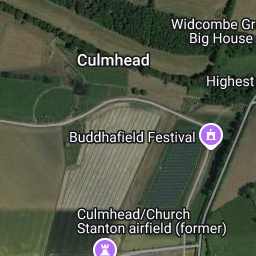 Widcombe Gr
Big House
Culmhead
Highest
Buddhafield Festival
Culmhead/Church
Stanton airfield (former)